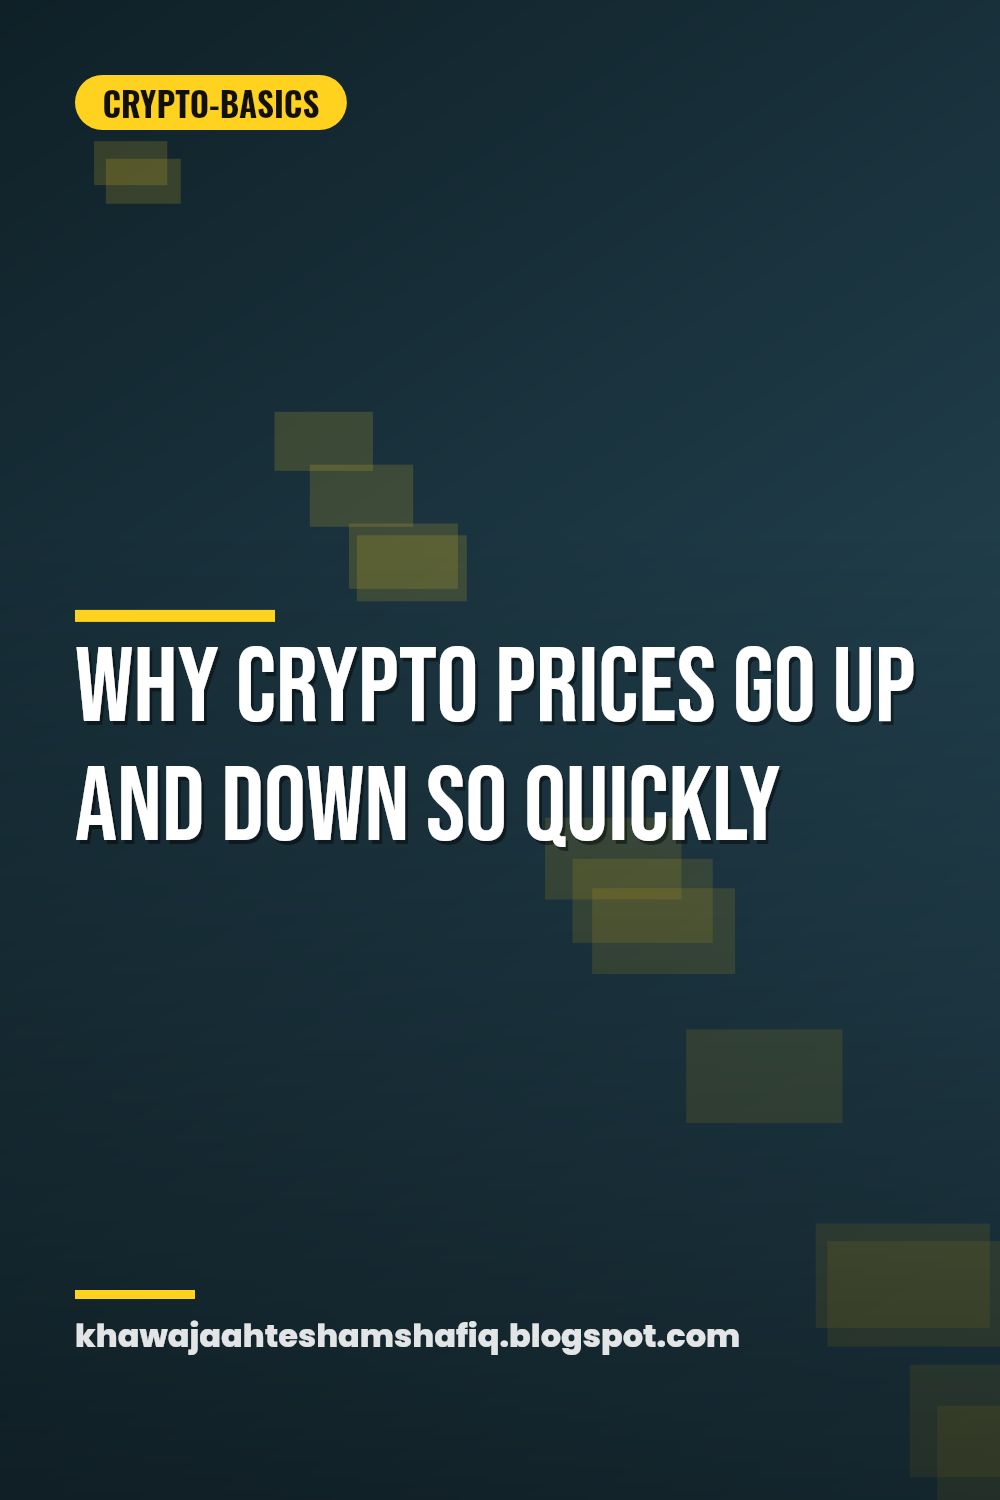 CRYPTO-BASICS
WHY CRYPTO PRICES GO UP
AND DOWN SO QUICKLY
khawajaahteshamshafiq.blogspot.com